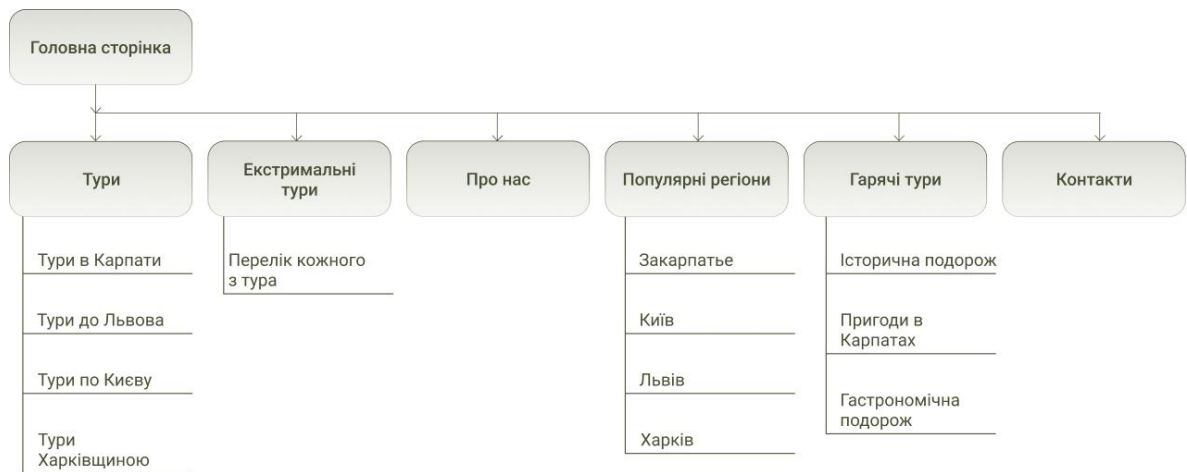 Головна сторінка
Тури
Екстримальні
тури
Про нас
Популярні регіони
Гарячі тури
Контакти
Тури в Карпати
Тури до Львова
Тури по Києву
Тури
Харківщиною
Перелік кожного
з тура
Закарпатье
Київ
Львів
Харків
Історична подорож
Пригоди в
Карпатах
Гастрономічна
подорож